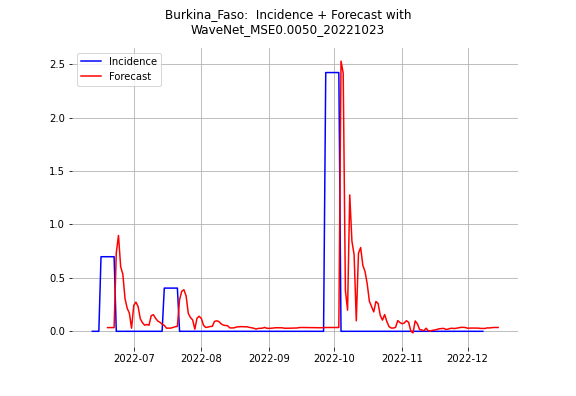 Burkina_Faso:  Incidence + Forecast with
WaveNet_MSE0.0050_20221023
Incidence
Forecast
2.5
2.0
1.5
1.0
0.5
0.0
2022-07 2022-08 2022-09 2022-10 2022-11 2022-12